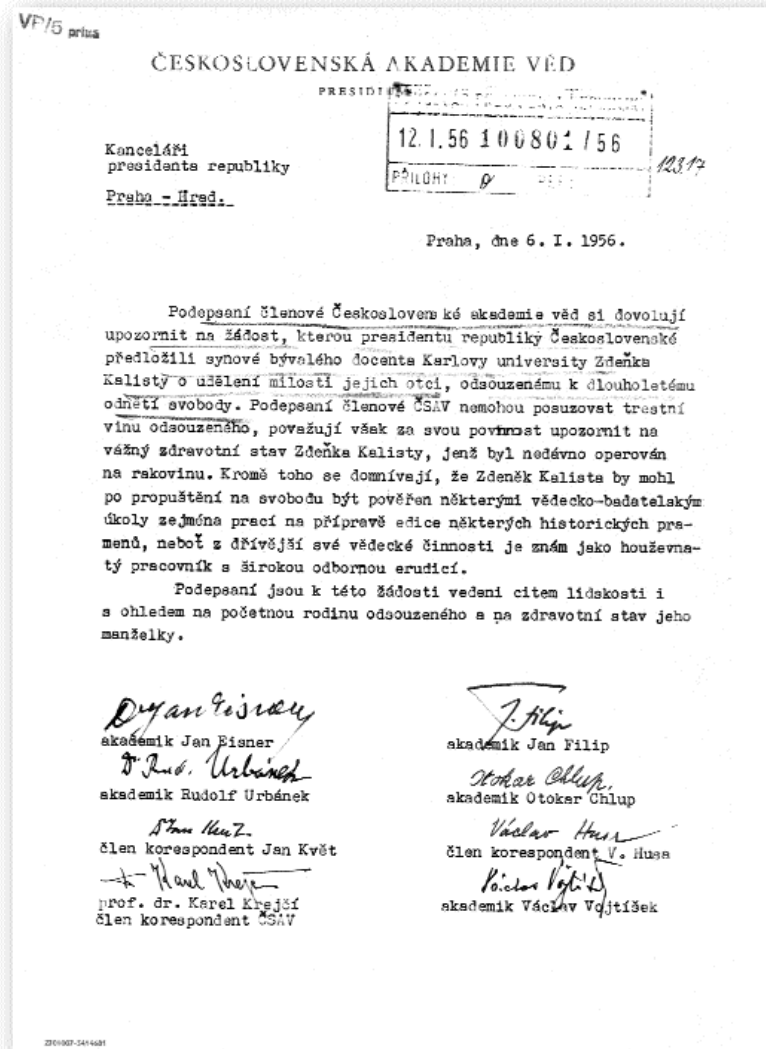 VP/5 prius
ČESKOSLOVENSKÁ AKADEMIE VĚD
PRESIDI
12.I.56 100801/56
PŘÍLOHY
12317
Kanceláři
presidenta republiky
Praha - Hrad.
Praha, dne 6. I. 1956.
Podepsaní členové Československé akademie věd si dovolují
upozornit na žádost, kterou presidentu republiky Československé
předložili synové bývalého docenta Karlovy university Zdeňka
Kalisty o udělení milosti jejich otci, odsouzenému k dlouholetému
odnětí svobody. Podepsaní členové ČSAV nemohou posuzovat trestní
vinu odsouzeného, považují však za svou povinost upozornit na
vážný zdravotní stav Zdeňka Kalisty, jenž byl nedávno operován
na rakovinu. Kromě toho se domnívají, že Zdeněk Kalista by mohl
po propuštění na svobodu být pověřen některými vědecko-badatelským
úkoly zejména prací na přípravě edice některých historických pra-
menů, neboť z dřívější své vědecké činnosti je znám jako houževna-
tý pracovník s širokou odbornou erudicí.
Podepsaní jsou k této žádosti vedeni citem lidskosti i
s ohledem na početnou rodinu odsouzeného a na zdravotní stav jeho
manželky.
Dr Jan Eisner
akademik Jan Eisner
Dr Rud. Urbánek
akademik Rudolf Urbánek
člen korespondent Jan Květ
Karel Krejčí
prof. dr. Karel Krejčí
člen korespondent ČSAV
J. Filip
akademik Jan Filip
Otokar Chlup.
akademik Otokar Chlup
Václav Husa
člen korespondent V. Husa
Václav Vojtíšek
akademik Václav Vojtíšek